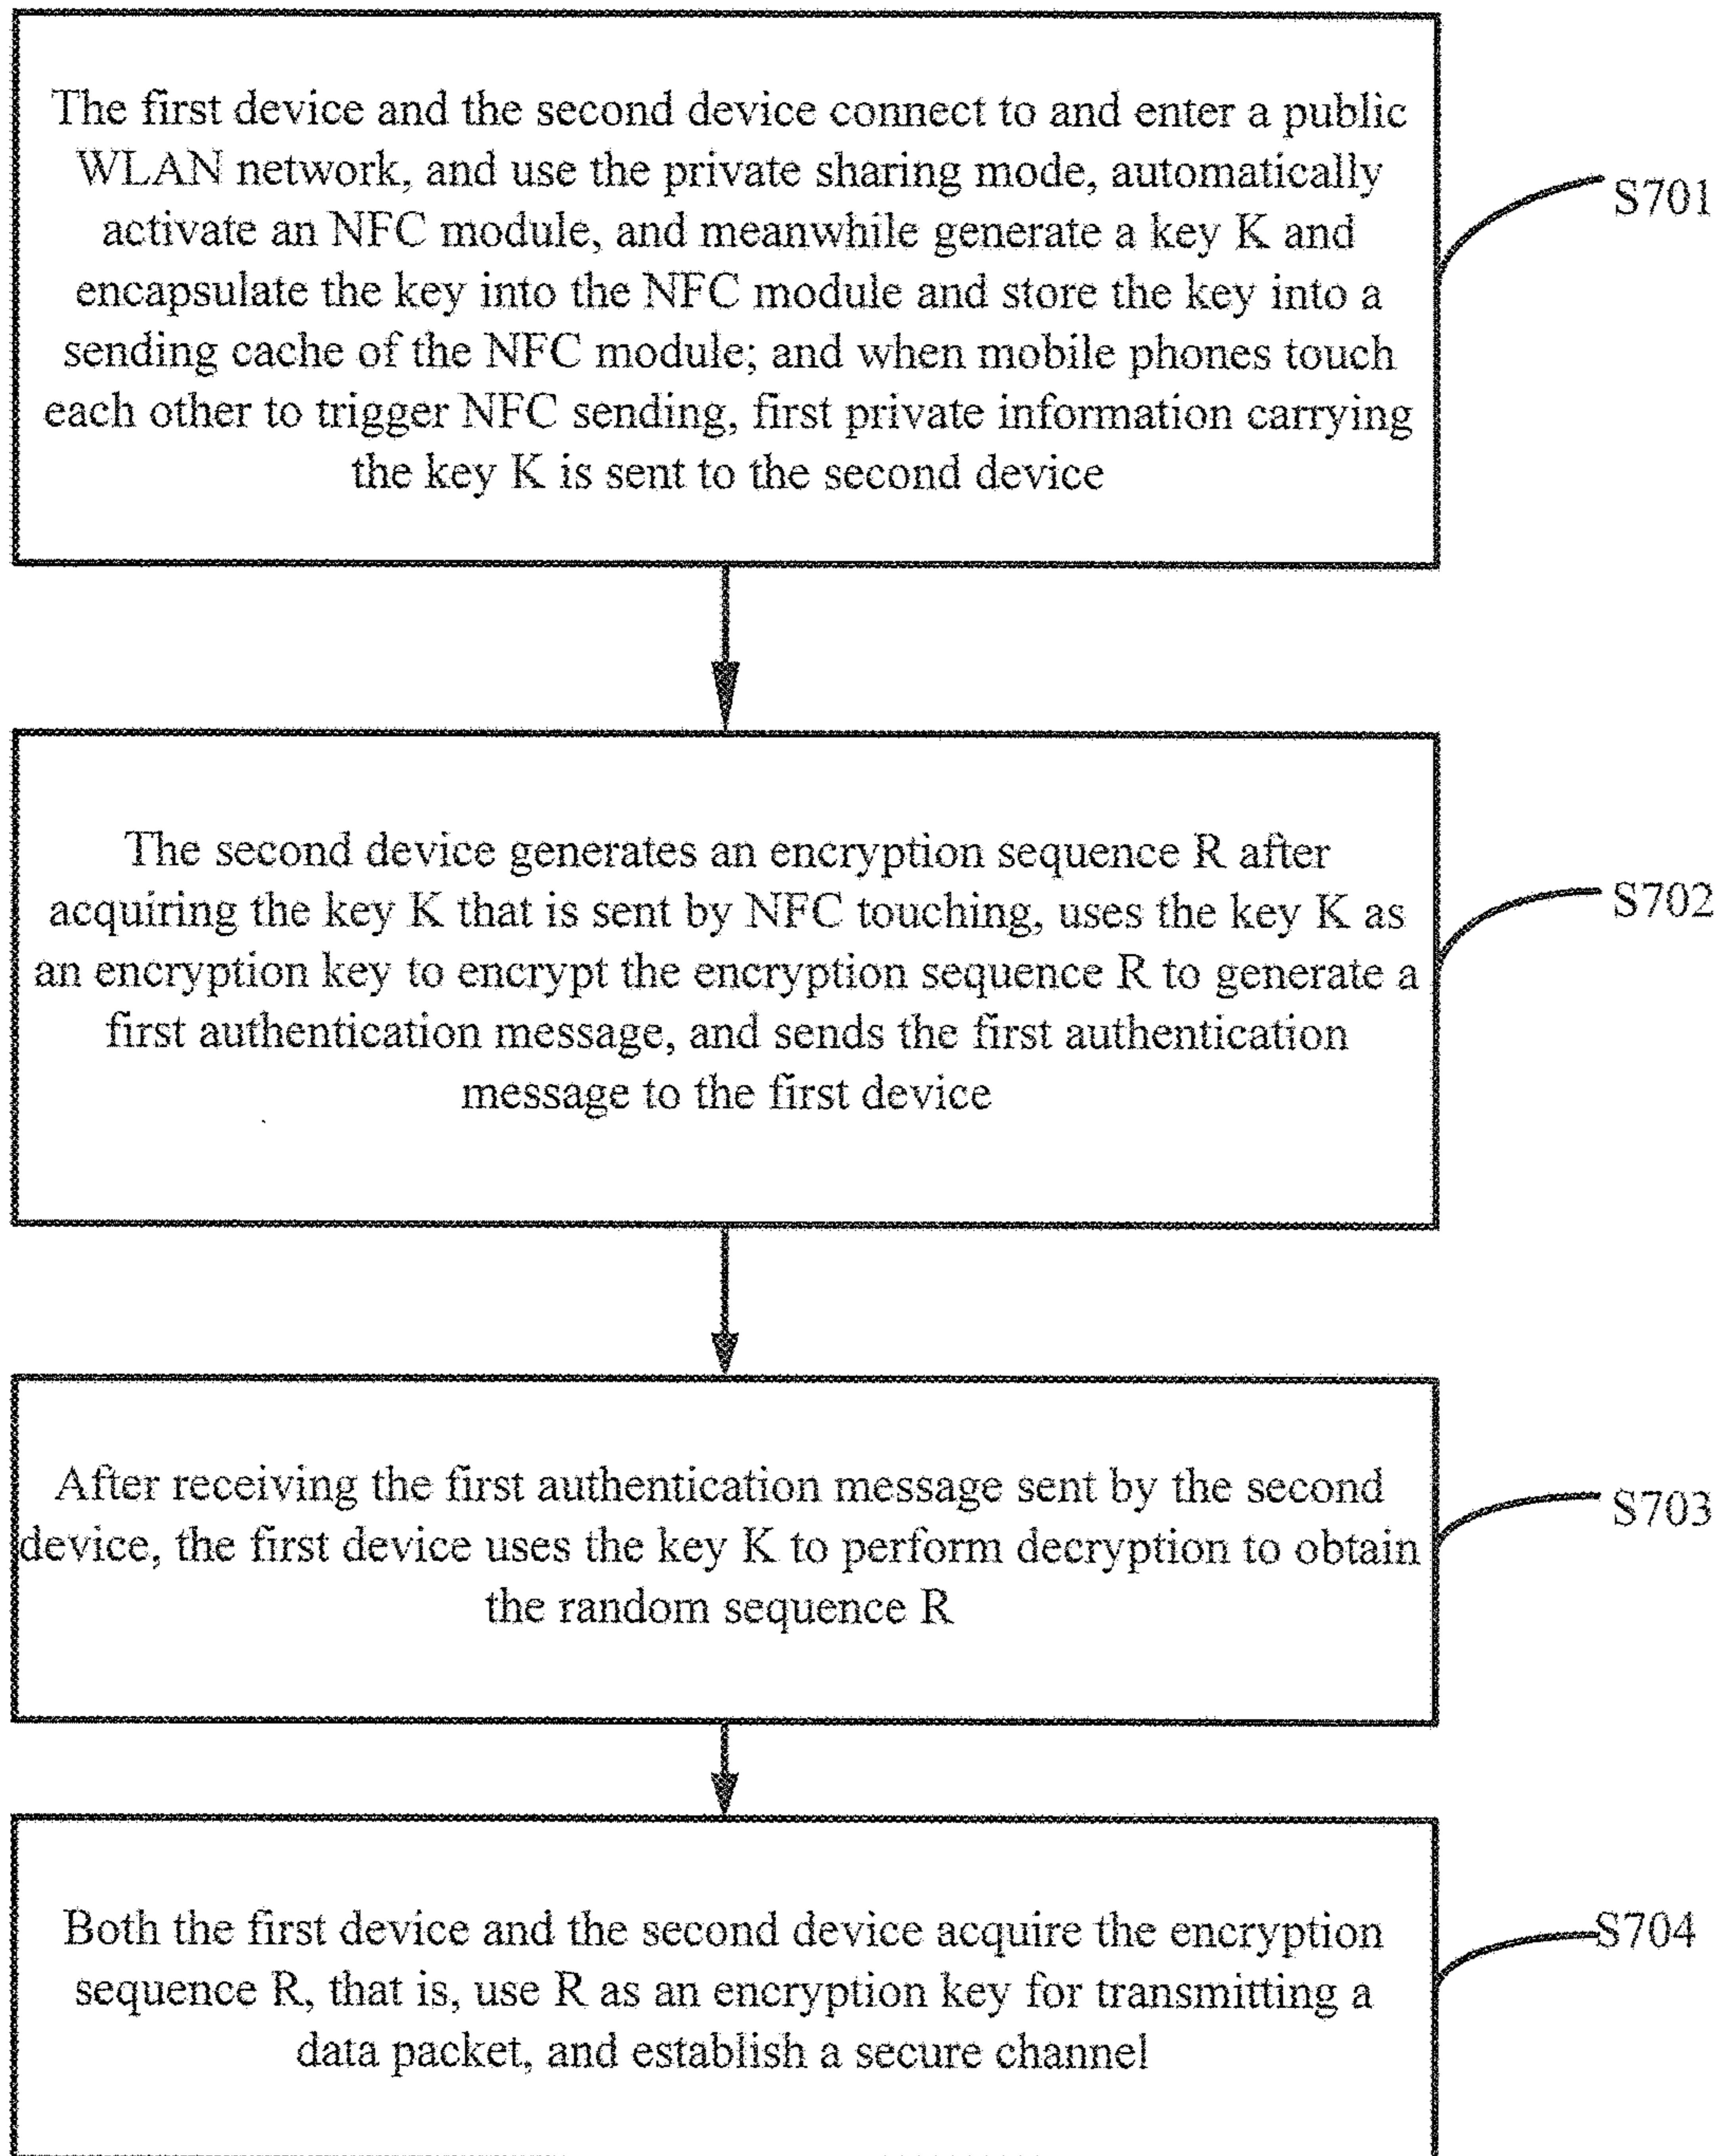 The first device and the second device connect to and enter a public
WLAN network, and use the private sharing mode, automatically
activate an NFC module, and meanwhile generate a key K and
encapsulate the key into the NFC module and store the key into a
sending cache of the NFC module; and when mobile phones touch
each other to trigger NFC sending, first private information carrying
the key K is sent to the second device
S701
The second device generates an encryption sequence R after
acquiring the key K that is sent by NFC touching, uses the key K as
an encryption key to encrypt the encryption sequence R to generate a
first authentication message, and sends the first authentication
message to the first device
S702
After receiving the first authentication message sent by the second
device, the first device uses the key K to perform decryption to obtain
the random sequence R
S703
Both the first device and the second device acquire the encryption
sequence R, that is, use R as an encryption key for transmitting a
data packet, and establish a secure channel
S704